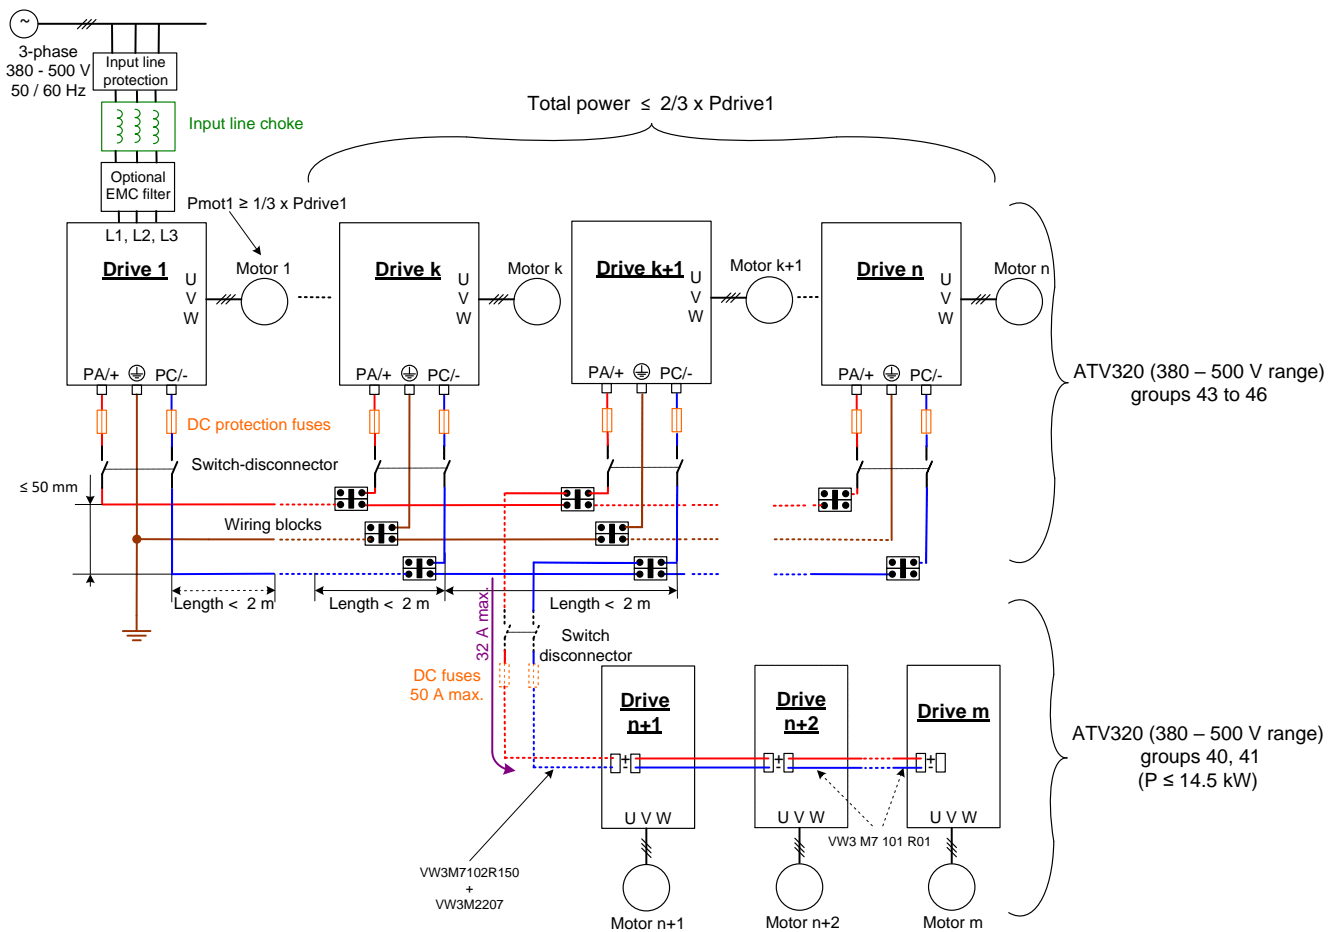 ~
3-phase
380 - 500 V
50 / 60 Hz
Input line
protection
Input line choke
Optional
EMC filter
Total power ≤ 2/3 x Pdrive1
Pmot1 ≥ 1/3 x Pdrive1
L1, L2, L3
Drive 1
U
V
W
Motor 1
PA/+
PC/-
Drive k
U
V
W
Motor k
PA/+
PC/-
Drive k+1
U
V
W
Motor k+1
PA/+
PC/-
Drive n
U
V
W
Motor n
PA/+
PC/-
ATV320 (380 – 500 V range)
groups 43 to 46
DC protection fuses
Switch-disconnector
≤ 50 mm
Wiring blocks
Length < 2 m
Length < 2 m
Length < 2 m
32 A max.
Switch
disconnector
DC fuses
50 A max.
Drive
n+1
+
-
U V W
Motor n+1
Drive
n+2
+
-
U V W
Motor n+2
Drive m
+
-
U V W
Motor m
VW3 M7 101 R01
VW3M7102R150
+
VW3M2207
ATV320 (380 – 500 V range)
groups 40, 41
(P ≤ 14.5 kW)